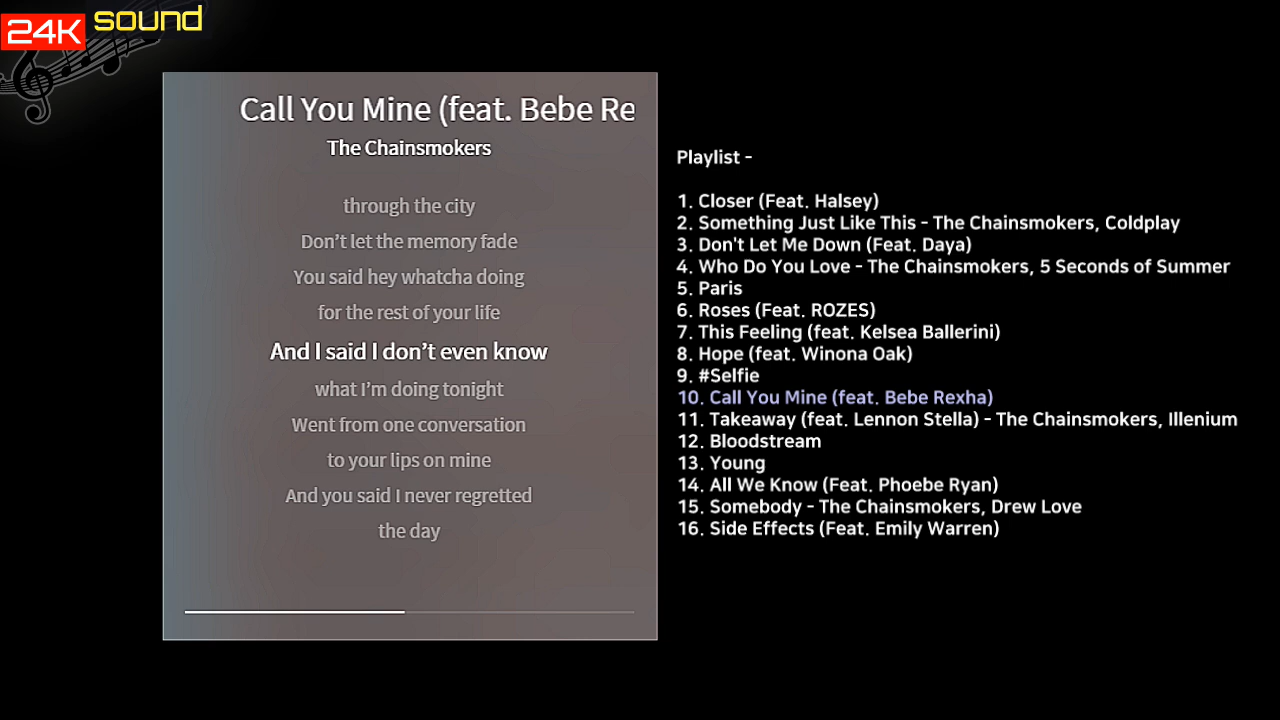 24K sound
Call You Mine (feat. Bebe Re
The Chainsmokers
through the city
Don’t let the memory fade
You said hey whatcha doing
for the rest of your life
And I said I don’t even know
what I’m doing tonight
Went from one conversation
to your lips on mine
And you said I never regretted
the day
Playlist -
1. Closer (Feat. Halsey)
2. Something Just Like This - The Chainsmokers, Coldplay
3. Don't Let Me Down (Feat. Daya)
4. Who Do You Love - The Chainsmokers, 5 Seconds of Summer
5. Paris
6. Roses (Feat. ROZES)
7. This Feeling (feat. Kelsea Ballerini)
8. Hope (feat. Winona Oak)
9. #Selfie
10. Call You Mine (feat. Bebe Rexha)
11. Takeaway (feat. Lennon Stella) - The Chainsmokers, Illenium
12. Bloodstream
13. Young
14. All We Know (Feat. Phoebe Ryan)
15. Somebody - The Chainsmokers, Drew Love
16. Side Effects (Feat. Emily Warren)